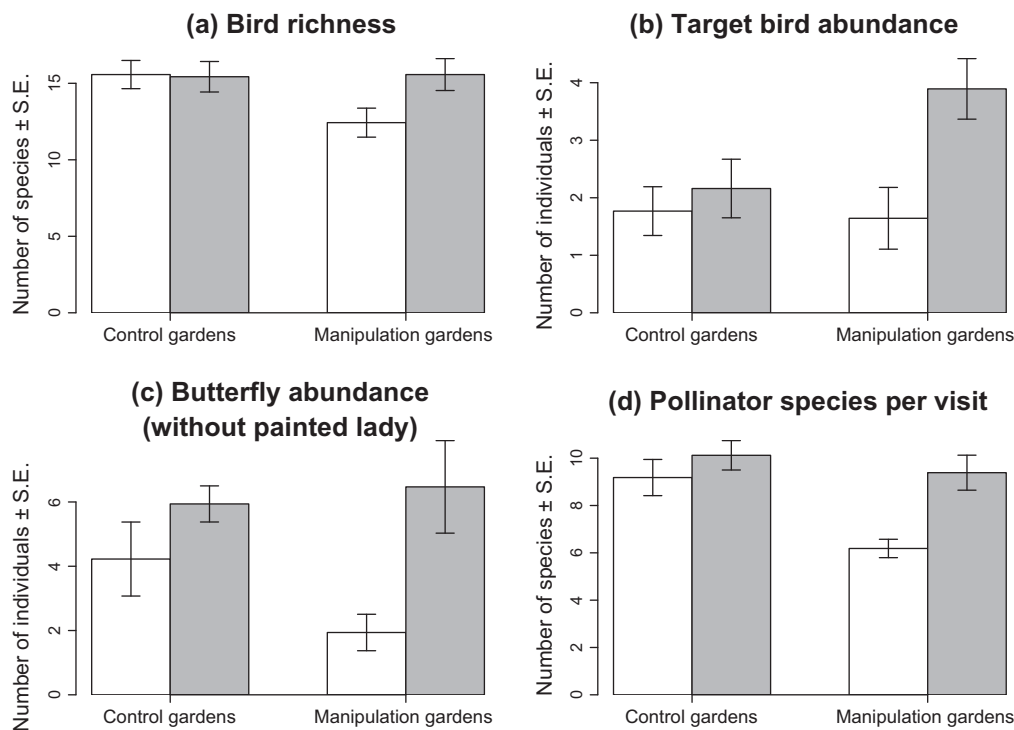 (a) Bird richness
Number of species ± S.E.
15
10
5
0
Control gardens
Manipulation gardens
(b) Target bird abundance
Number of individuals ± S.E.
4
3
2
1
0
Control gardens
Manipulation gardens
(c) Butterfly abundance
(without painted lady)
Number of individuals ± S.E.
6
4
2
0
Control gardens
Manipulation gardens
(d) Pollinator species per visit
Number of species ± S.E.
10
8
6
4
2
0
Control gardens
Manipulation gardens